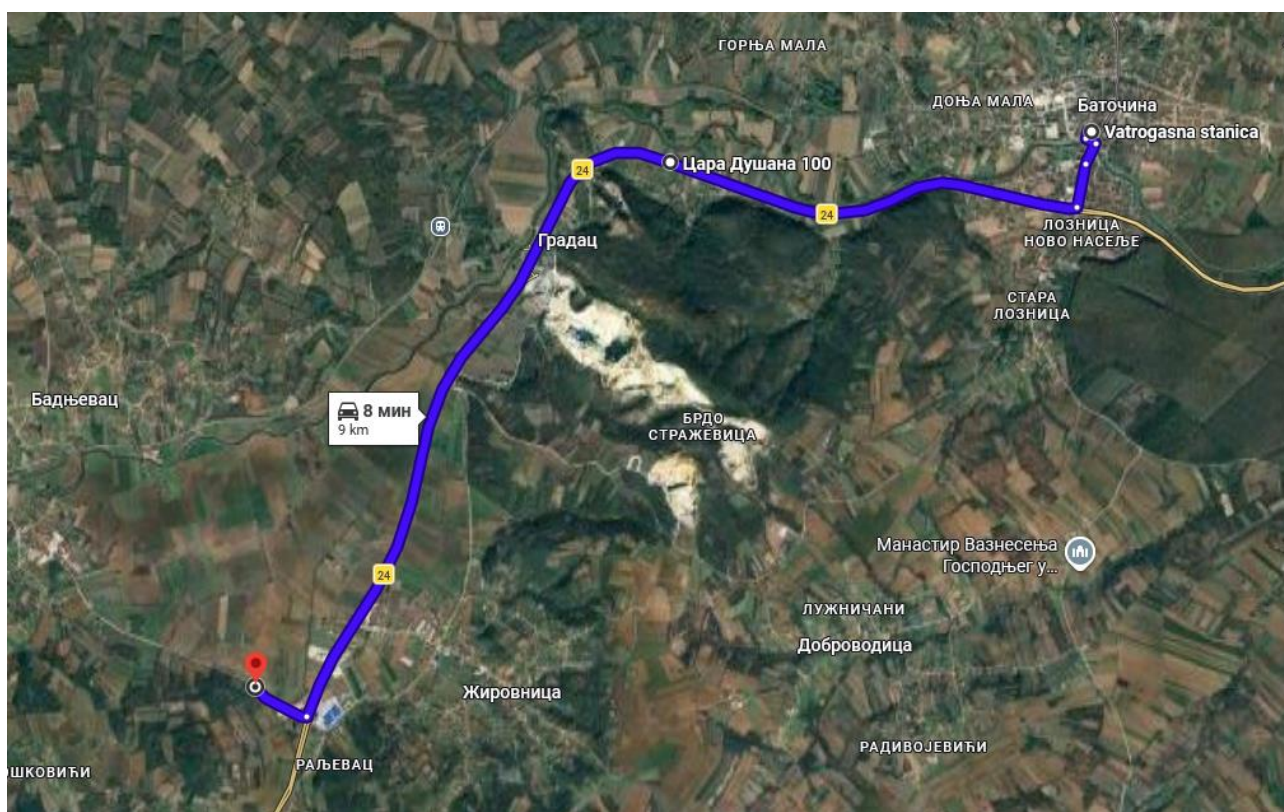 ГОРЊА МАЛА
ДОЊА МАЛА
Баточина
Vatrogasna stanica
24
Цара Душана 100
24
ЛОЗНИЦА
НОВО НАСЕЉЕ
Градац
СТАРА
ЛОЗНИЦА
Бадњевац
8 мин
9 km
БРДО
СТРАЖЕВИЦА
Манастир Вазнесења
Господњег у...
24
ЛУЖНИЧАНИ
Доброводица
Жировница
РАДИВОЈЕВИЋИ
РАЉЕВАЦ
ОШКОВИЋИ